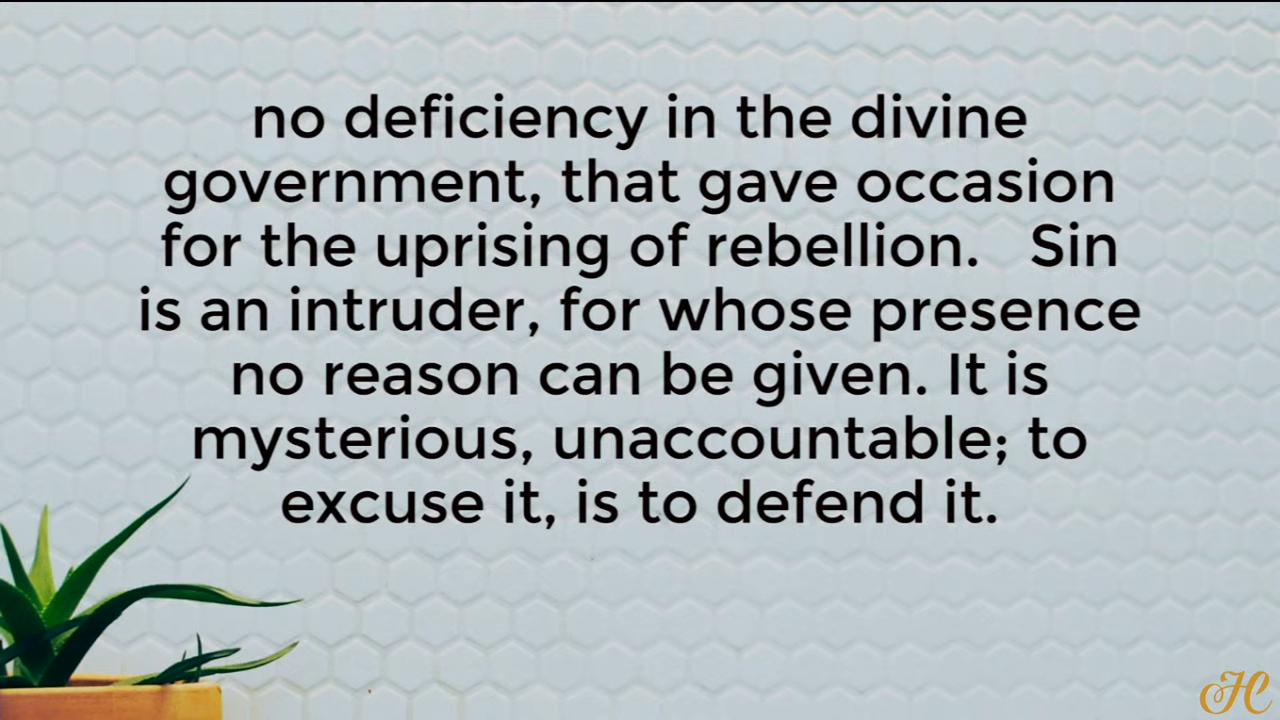 no deficiency in the divine
government, that gave occasion
for the uprising of rebellion.   Sin
is an intruder, for whose presence
no reason can be given. It is
mysterious, unaccountable; to
excuse it, is to defend it.
H